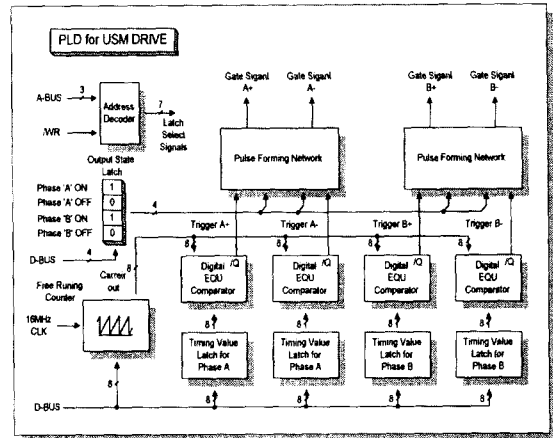 PLD for USM DRIVE
Gate Siganl A+
Gate Siganl A-
Gate Siganl B+
Gate Siganl B-
A-BUS
3
Address Decoder
7
/WR
Latch Select Signals
Pulse Forming Network
Pulse Forming Network
Output State Latch
Phase 'A' ON
1
Phase 'A' OFF
0
Phase 'B' ON
1
Phase 'B' OFF
0
4
Trigger A+
Trigger A-
Trigger B+
Trigger B-
D-BUS
4
8
8
8
8
8
Carrier out
Free Runing Counter
/Q
Digital EQU Comparator
/Q
Digital EQU Comparator
/Q
Digital EQU Comparator
/Q
Digital EQU Comparator
16MHz CLK
8
8
8
8
Timing Value Latch for Phase A
Timing Value Latch for Phase A
Timing Value Latch for Phase B
Timing Value Latch for Phase B
8
8
8
8
8
D-BUS